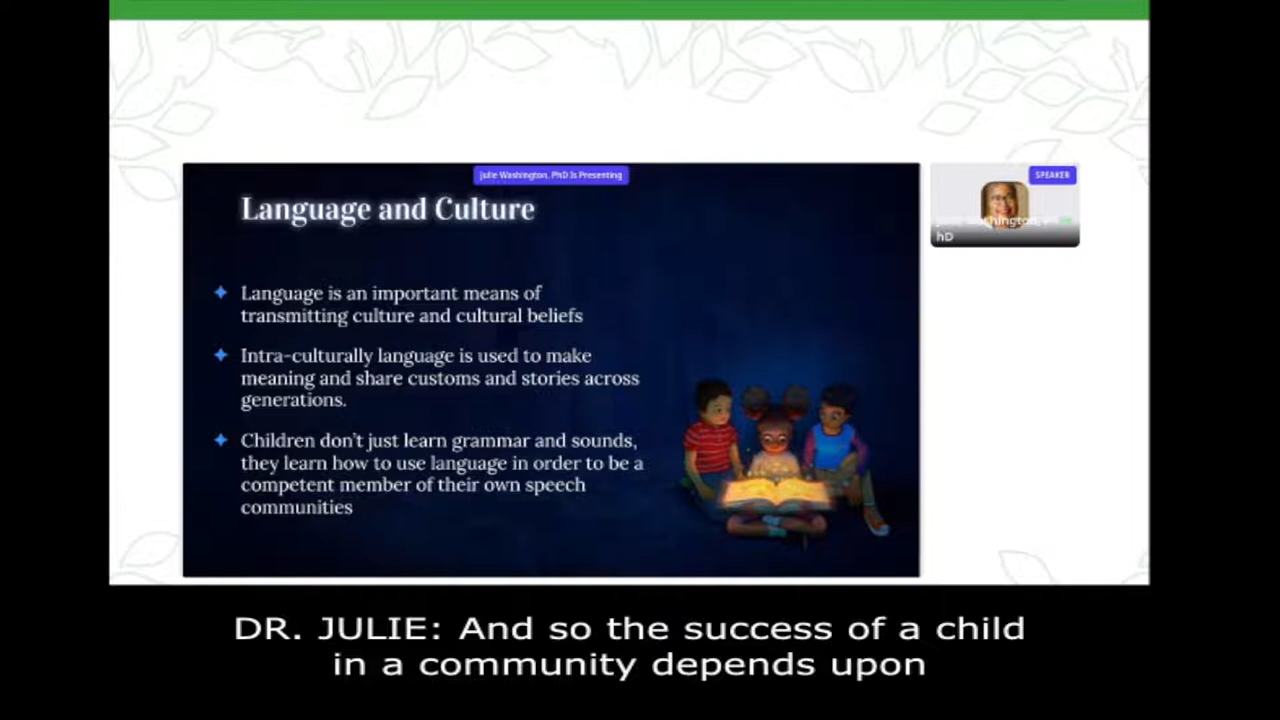 Julie Washington, PhD Is Presenting
SPEAKER
Language and Culture
hD
Language is an important means of
transmitting culture and cultural beliefs
Intra-culturally language is used to make
meaning and share customs and stories across
generations.
Children don't just learn grammar and sounds,
they learn how to use language in order to be a
competent member of their own speech
communities
DR. JULIE: And so the success of a child
in a community depends upon